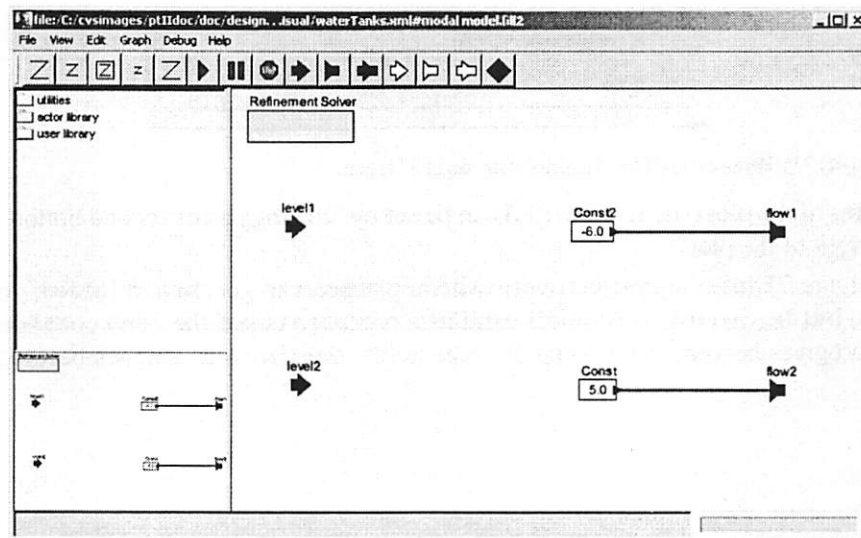 file:/C:/cvsimages/ptIIdoc/doc/design. . .isual/waterTanks.xml#modal model.fill2
File View Edit Graph Debug Help
utilities
actor library
user library
Refinement Solver
level1
Const2
-6.0
flow1
level2
Const
5.0
flow2